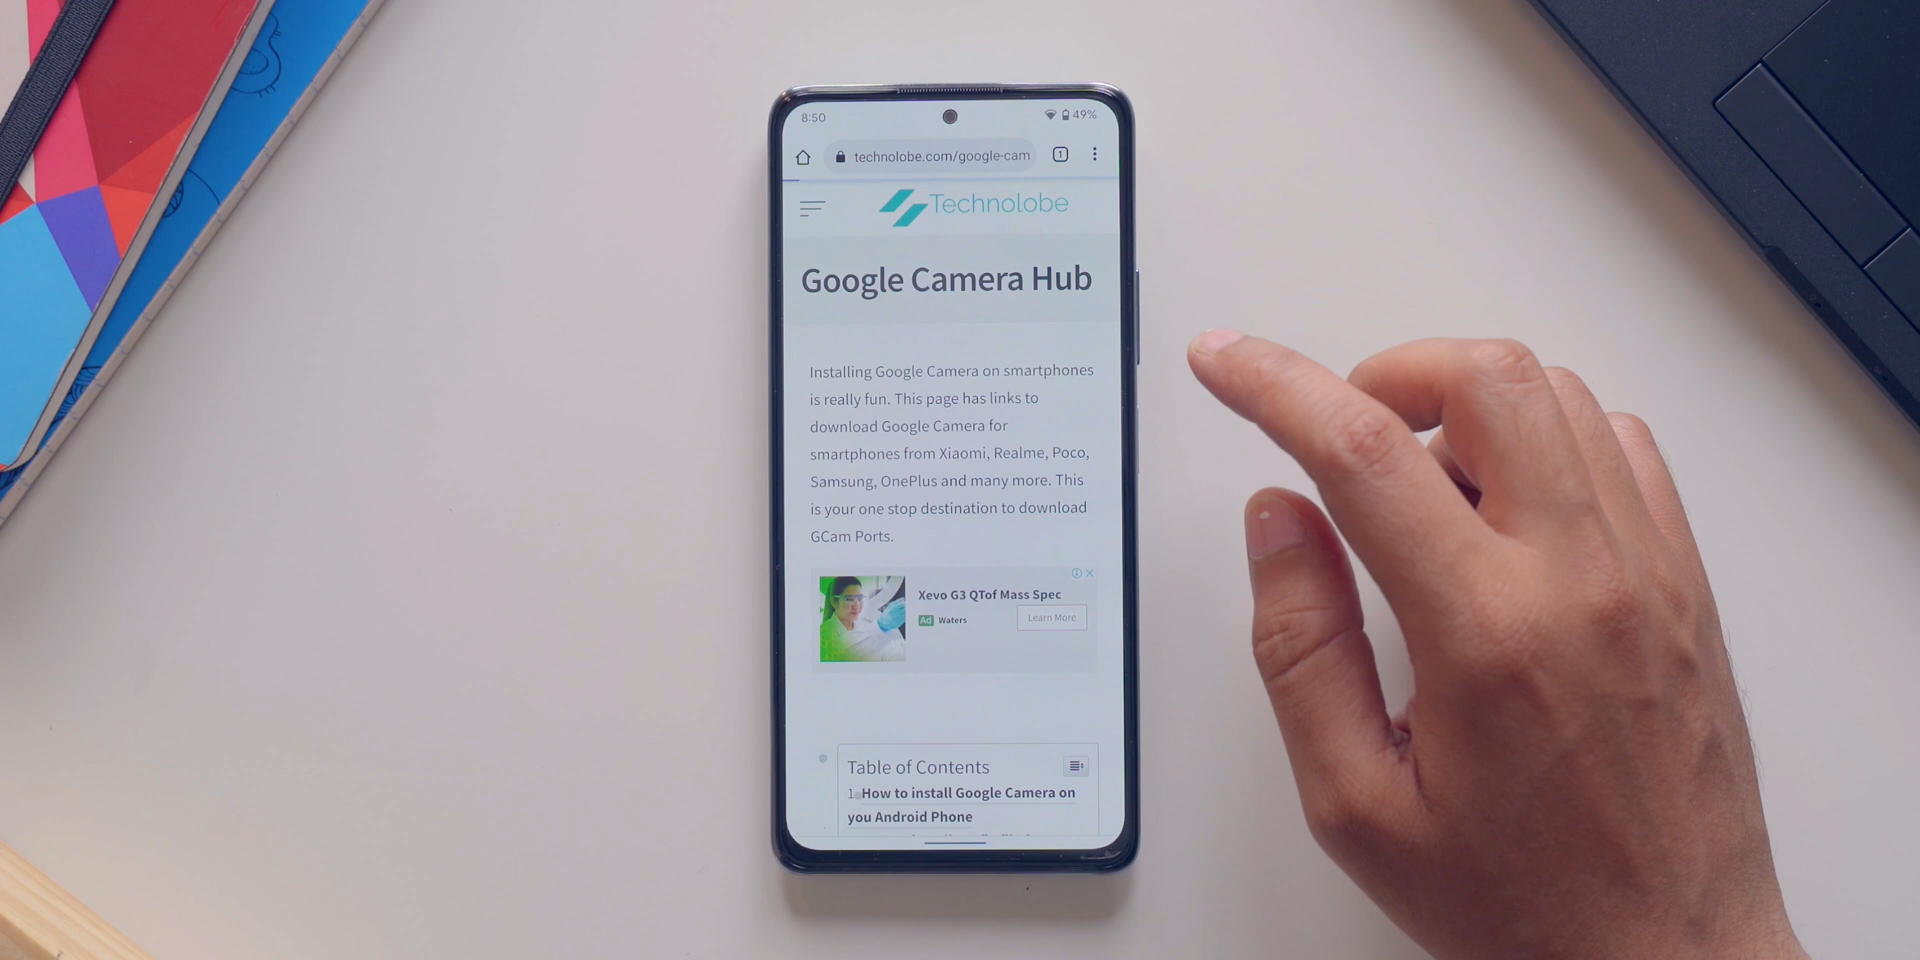 8:50
49%
technolobe.com/google-cam
1
Technolobe
Google Camera Hub
Installing Google Camera on smartphones
is really fun. This page has links to
download Google Camera for
smartphones from Xiaomi, Realme, Poco,
Samsung, OnePlus and many more. This
is your one stop destination to download
GCam Ports.
Xevo G3 QTof Mass Spec
Ad Waters
Learn More
Table of Contents
1 How to install Google Camera on
you Android Phone